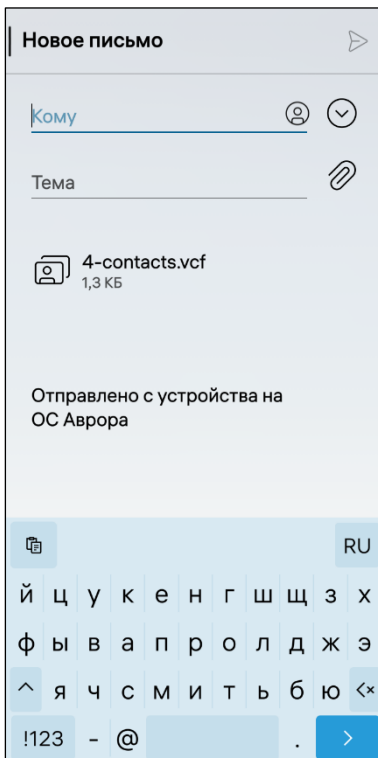 Новое письмо
Кому
Тема
4-contacts.vcf
1,3 КБ
Отправлено с устройства на
ОС Аврора
RU
й ц у к е н г ш щ з х
ф ы в а п р о л д ж э
я ч с м и т ь б ю
!123 - @ .